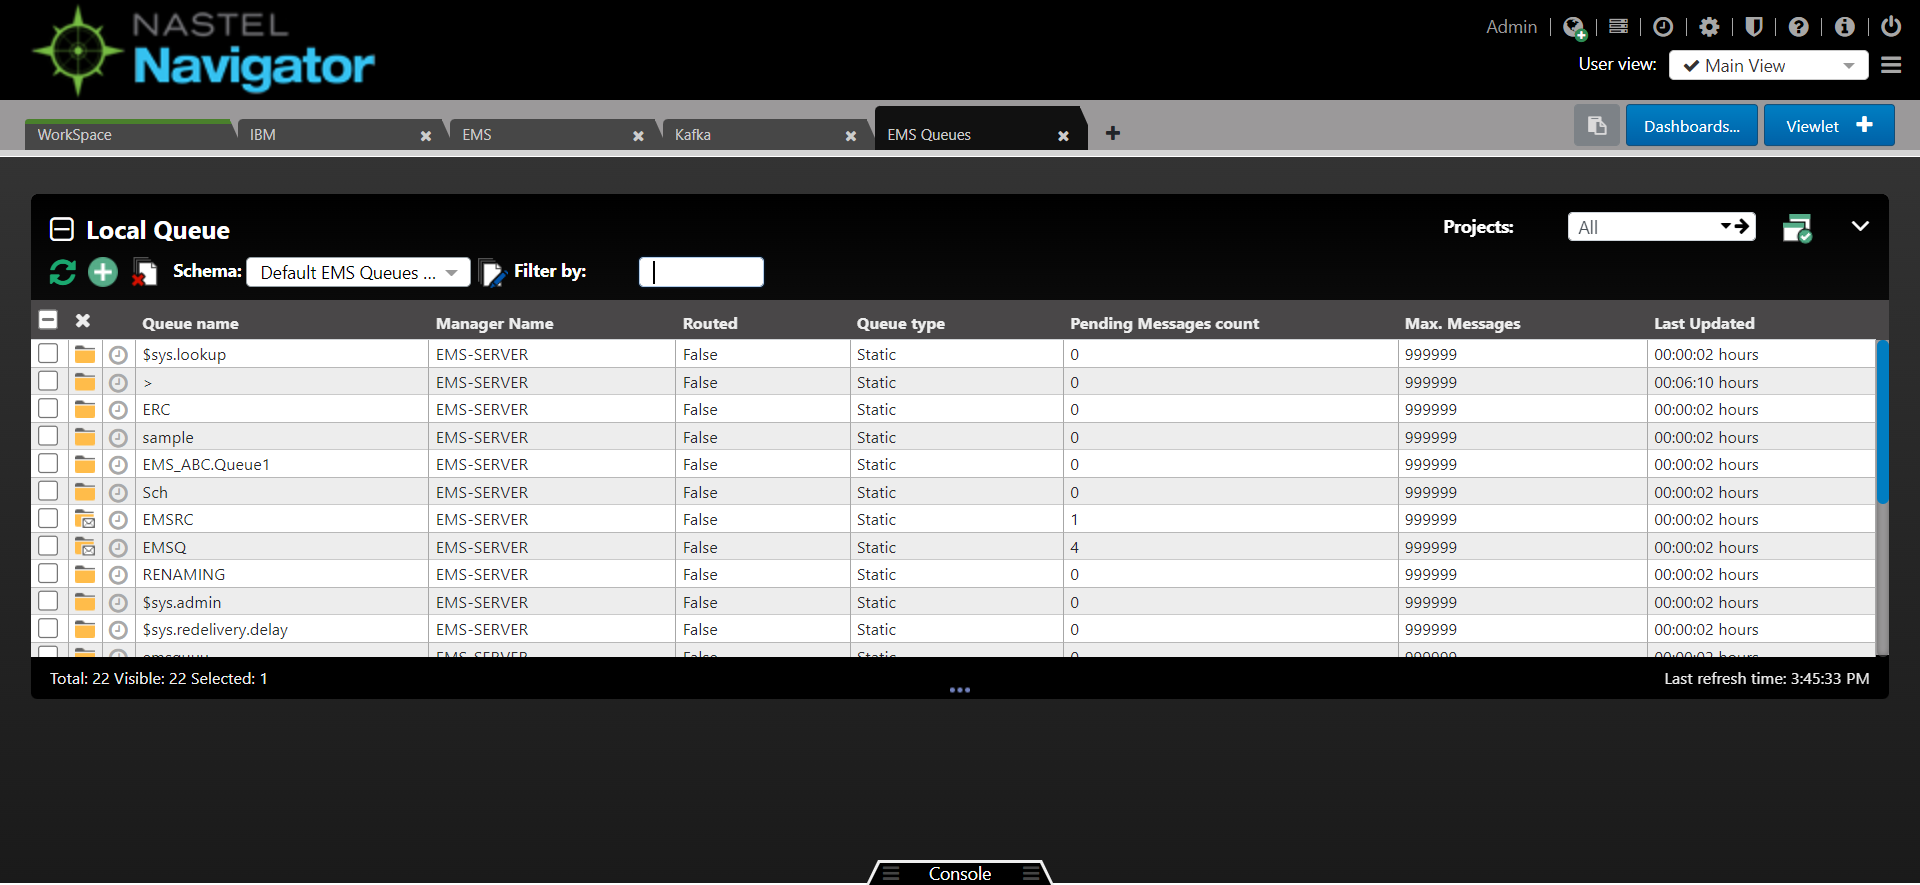 NASTEL
Navigator
Admin
User view: Main View
WorkSpace IBM EMS Kafka EMS Queues
Dashboards... Viewlet
Local Queue
Projects: All
Schema: Default EMS Queues ... Filter by:
Queue name Manager Name Routed Queue type Pending Messages count Max. Messages Last Updated
$sys.lookup EMS-SERVER False Static 0 999999 00:00:02 hours
> EMS-SERVER False Static 0 999999 00:06:10 hours
ERC EMS-SERVER False Static 0 999999 00:00:02 hours
sample EMS-SERVER False Static 0 999999 00:00:02 hours
EMS_ABC.Queue1 EMS-SERVER False Static 0 999999 00:00:02 hours
Sch EMS-SERVER False Static 0 999999 00:00:02 hours
EMSRC EMS-SERVER False Static 1 999999 00:00:02 hours
EMSQ EMS-SERVER False Static 4 999999 00:00:02 hours
RENAMING EMS-SERVER False Static 0 999999 00:00:02 hours
$sys.admin EMS-SERVER False Static 0 999999 00:00:02 hours
$sys.redelivery.delay EMS-SERVER False Static 0 999999 00:00:02 hours
EMS-SERVER False Static 0 999999 00:00:02 hours
Total: 22 Visible: 22 Selected: 1
Last refresh time: 3:45:33 PM
Console